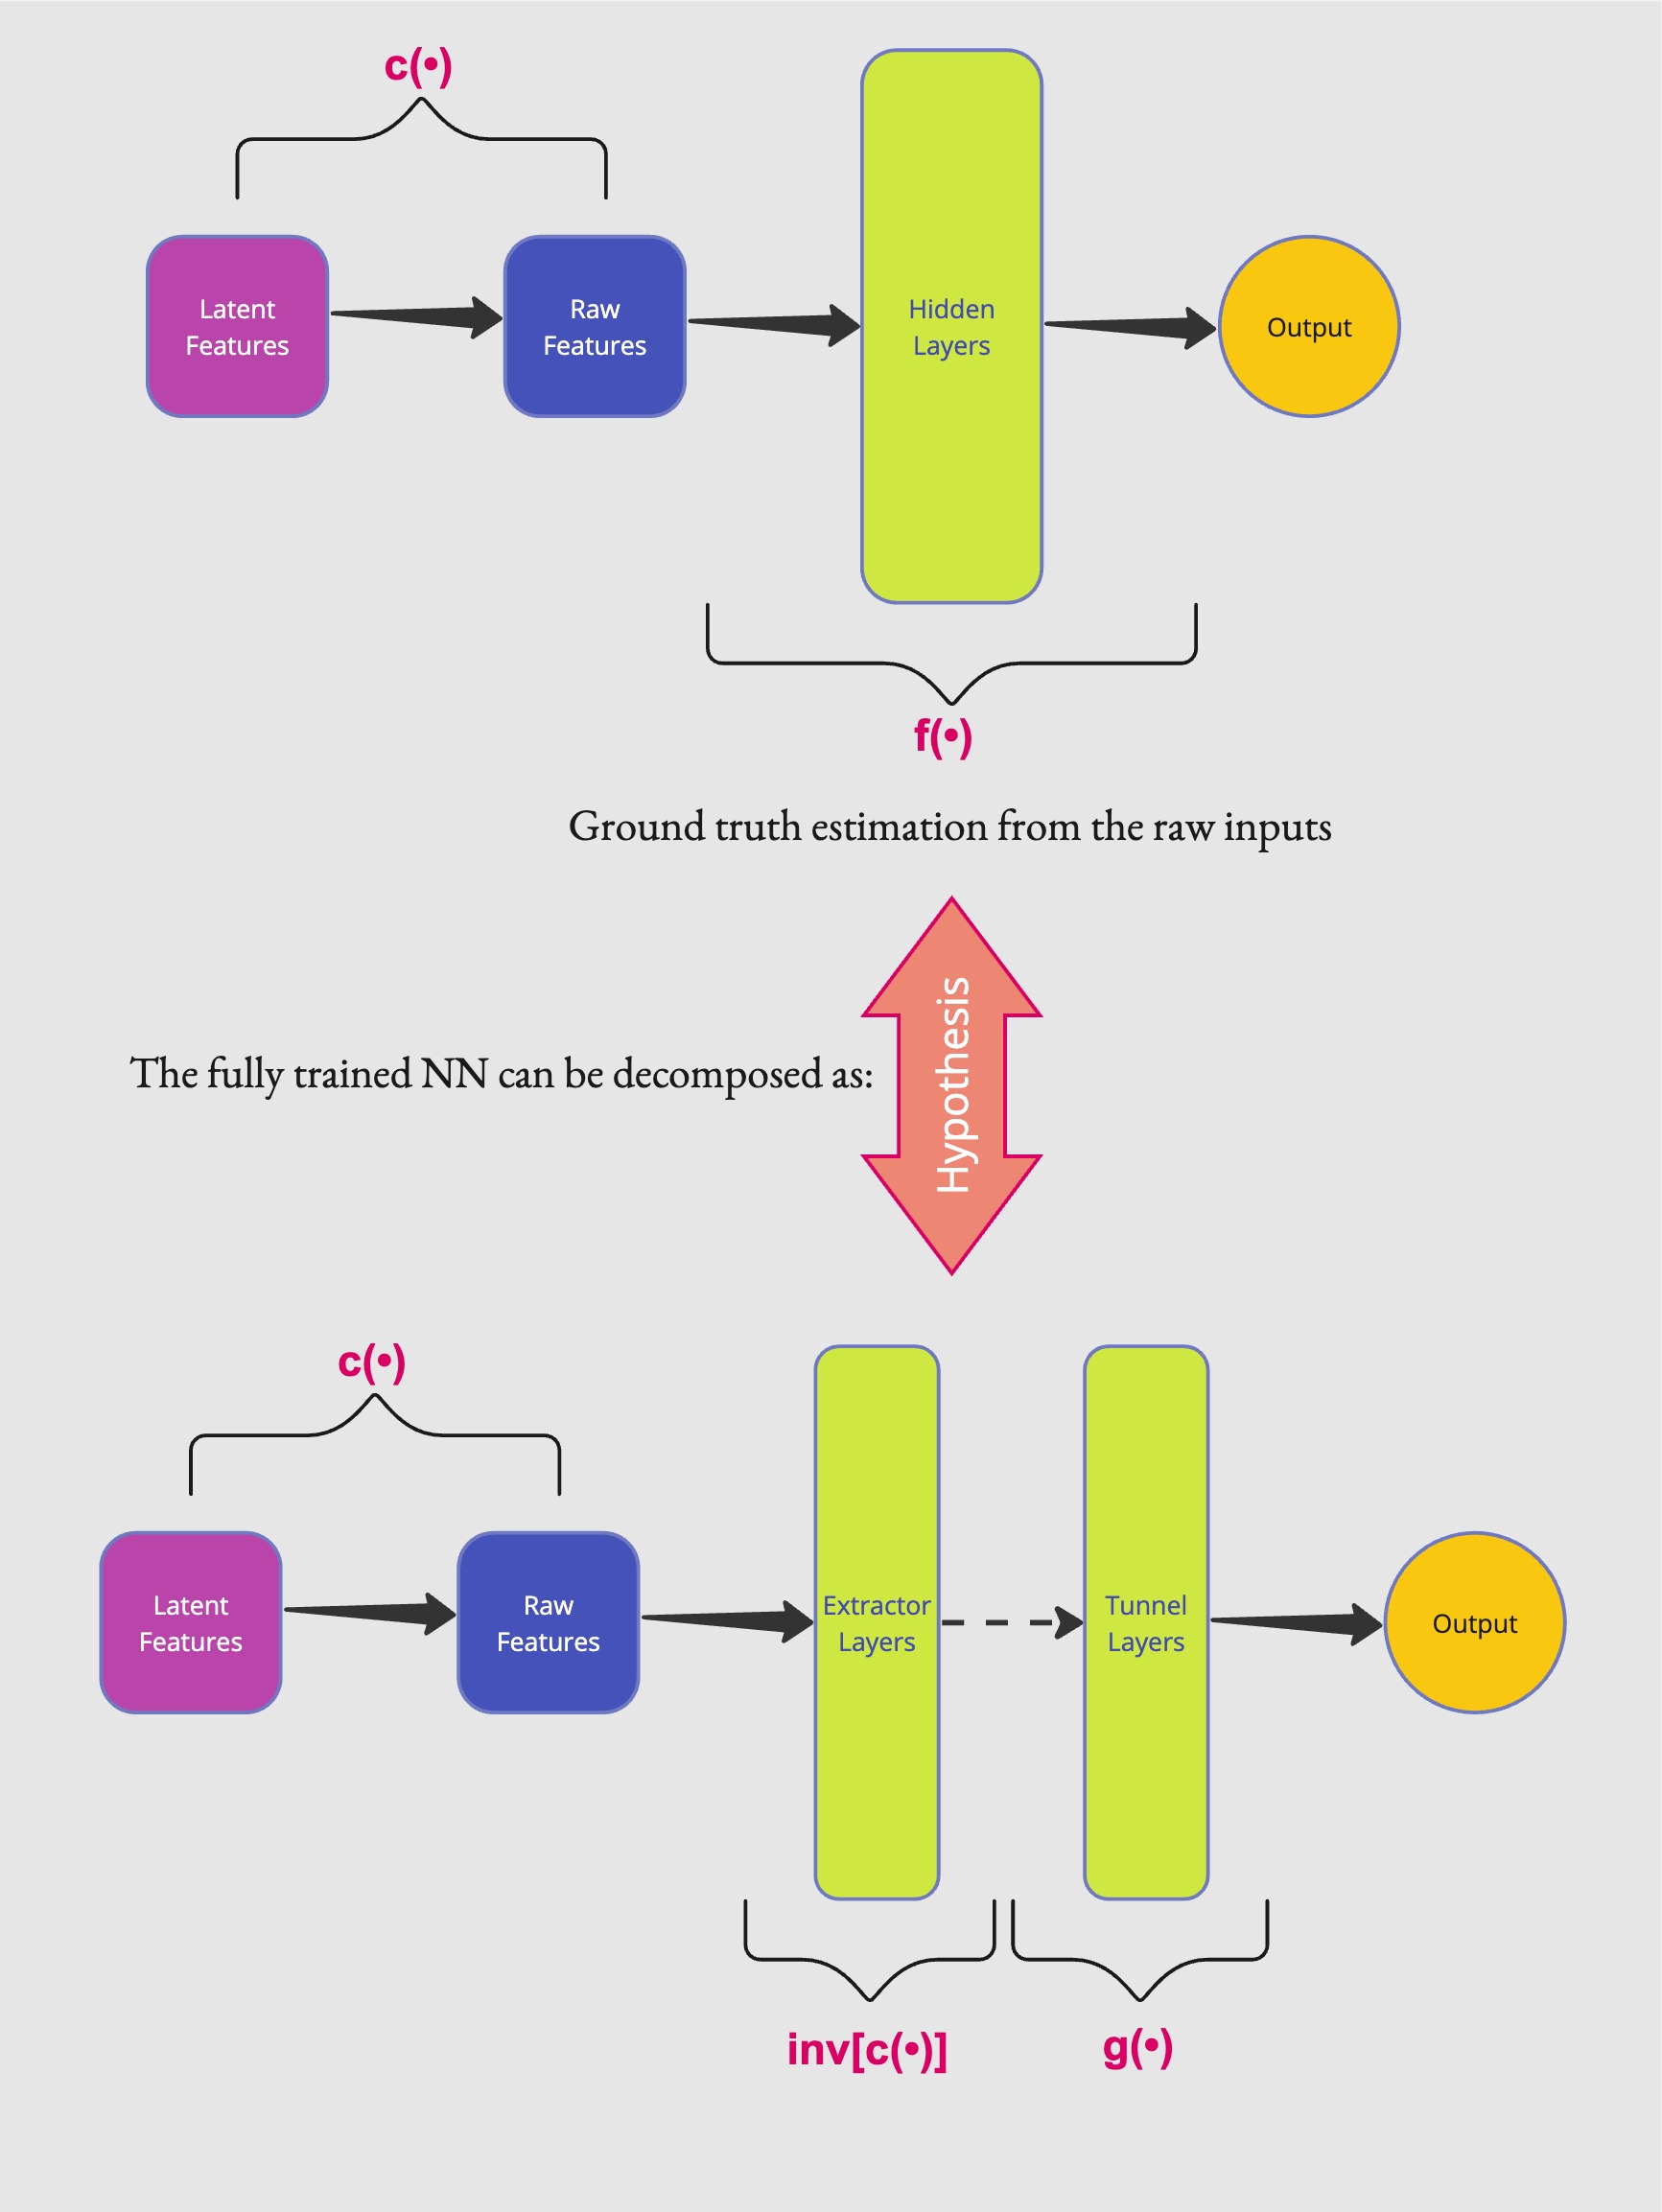 c(•)
Latent
Features
Raw
Features
Hidden
Layers
Output
f(•)
Ground truth estimation from the raw inputs
Hypothesis
The fully trained NN can be decomposed as:
c(•)
Latent
Features
Raw
Features
Extractor
Layers
Tunnel
Layers
Output
inv[c(•)]
g(•)